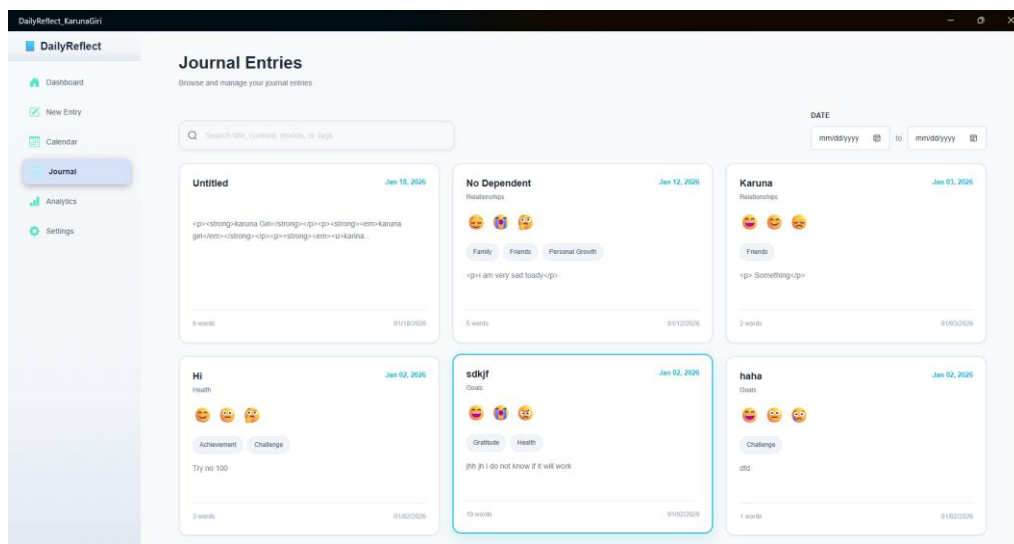 DailyReflect_KarunaGiri
DailyReflect
Dashboard
New Entry
Calendar
Journal
Analytics
Settings
Journal Entries
Browse and manage your journal entries.
DATE
Search title, content, moods, or tags
mm/dd/yyyy to mm/dd/yyyy
Untitled Jan 18, 2026
<p><strong>karuna Giri</strong></p><p><strong><em>karuna
giri</em></strong></p><p><strong><em><u>karina...
6 words 01/18/2026
No Dependent Jan 12, 2026
Relationships
Family Friends Personal Growth
<p>i am very sad toady</p>
5 words 01/12/2026
Karuna Jan 03, 2026
Relationships
Friends
<p> Something</p>
2 words 01/03/2026
Hi Jan 02, 2026
Health
Achievement Challenge
Try no 100
3 words 01/02/2026
sdkjf Jan 02, 2026
Goals
Gratitude Health
jhh jh i do not know if it will work
10 words 01/02/2026
haha Jan 02, 2026
Goals
Challenge
dfd
1 words 01/02/2026